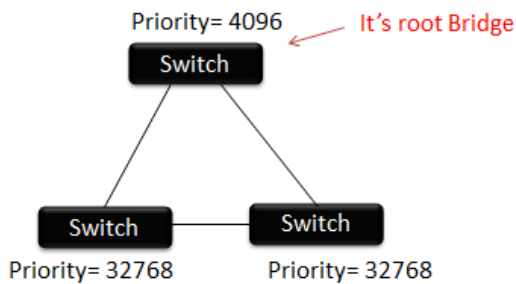 Priority= 4096
It's root Bridge
Switch
Switch
Switch
Priority= 32768
Priority= 32768